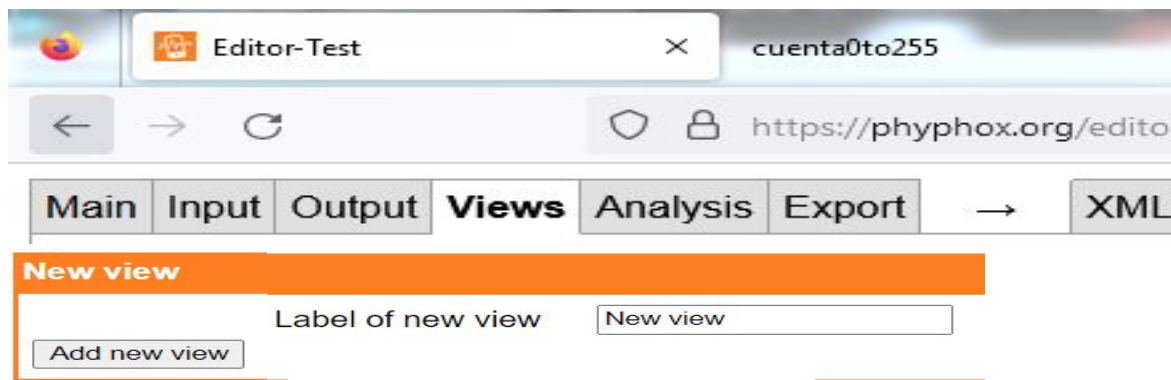 Editor-Test cuenta0to255
https://phyphox.org/edito
Main Input Output Views Analysis Export → XML
New view
Label of new view New view
Add new view